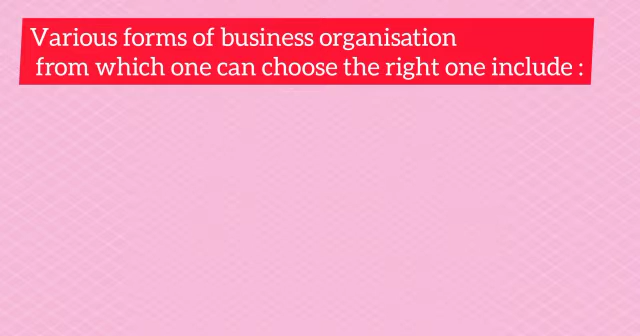 Various forms of business organisation
from which one can choose the right one include :